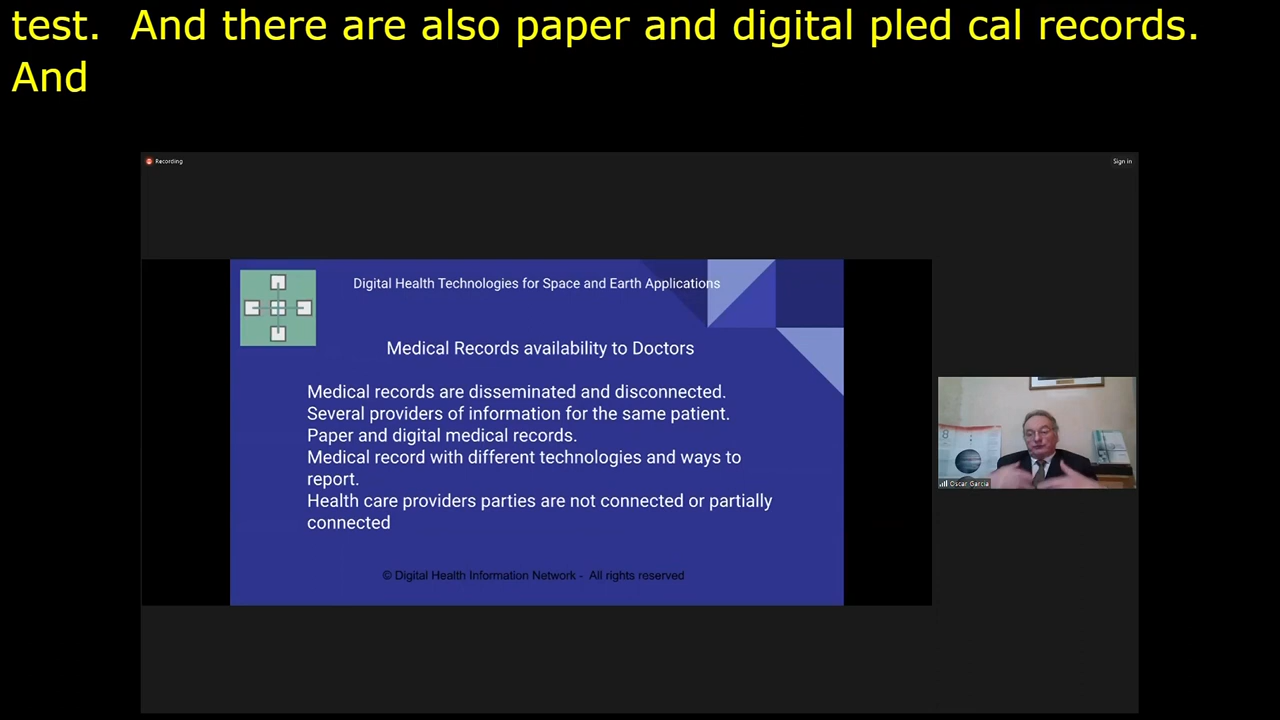 test.  And there are also paper and digital pled cal records.
And
Recording
Sign in
Digital Health Technologies for Space and Earth Applications
Medical Records availability to Doctors
Medical records are disseminated and disconnected.
Several providers of information for the same patient.
Paper and digital medical records.
Medical record with different technologies and ways to
report.
Health care providers parties are not connected or partially
connected
8
Oscar Garcia
© Digital Health Information Network -  All rights reserved